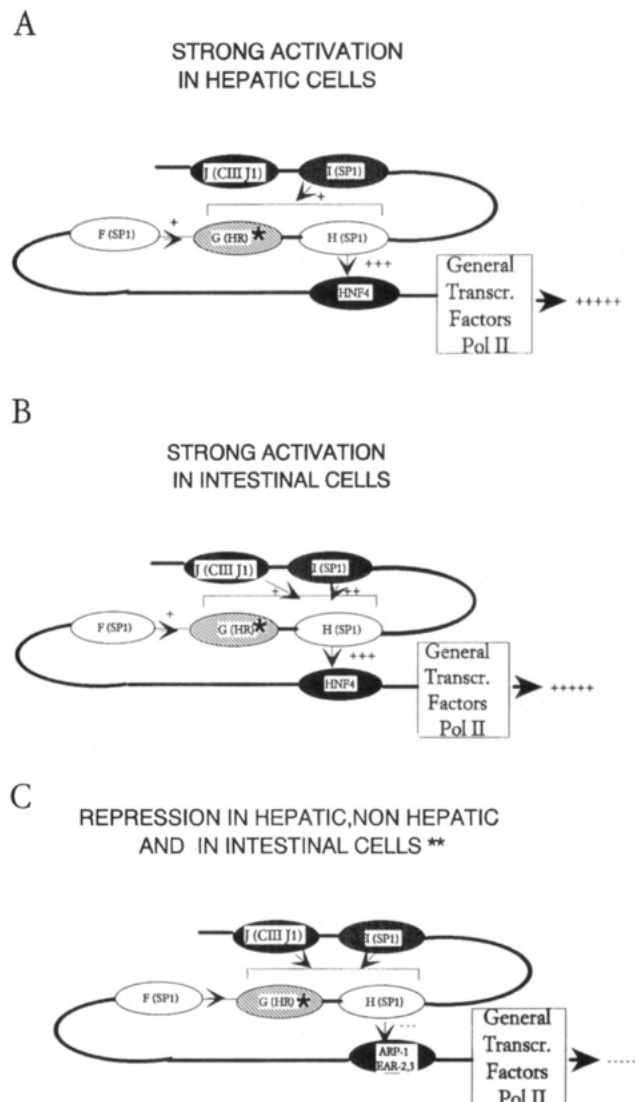 A
STRONG ACTIVATION
IN HEPATIC CELLS
J (CIII J1)
I (SP1)
+
F (SP1)
+
G (HR) *
H (SP1)
+++
HNF4
General
Transcr.
Factors
Pol II
+++++
B
STRONG ACTIVATION
IN INTESTINAL CELLS
J (CIII J1)
I (SP1)
+
++
F (SP1)
+
G (HR) *
H (SP1)
+++
HNF4
General
Transcr.
Factors
Pol II
+++++
C
REPRESSION IN HEPATIC,NON HEPATIC
AND IN INTESTINAL CELLS **
J (CIII J1)
I (SP1)
F (SP1)
G (HR) *
H (SP1)
---
ARP-1
EAR-2,3
General
Transcr.
Factors
Pol II
-----